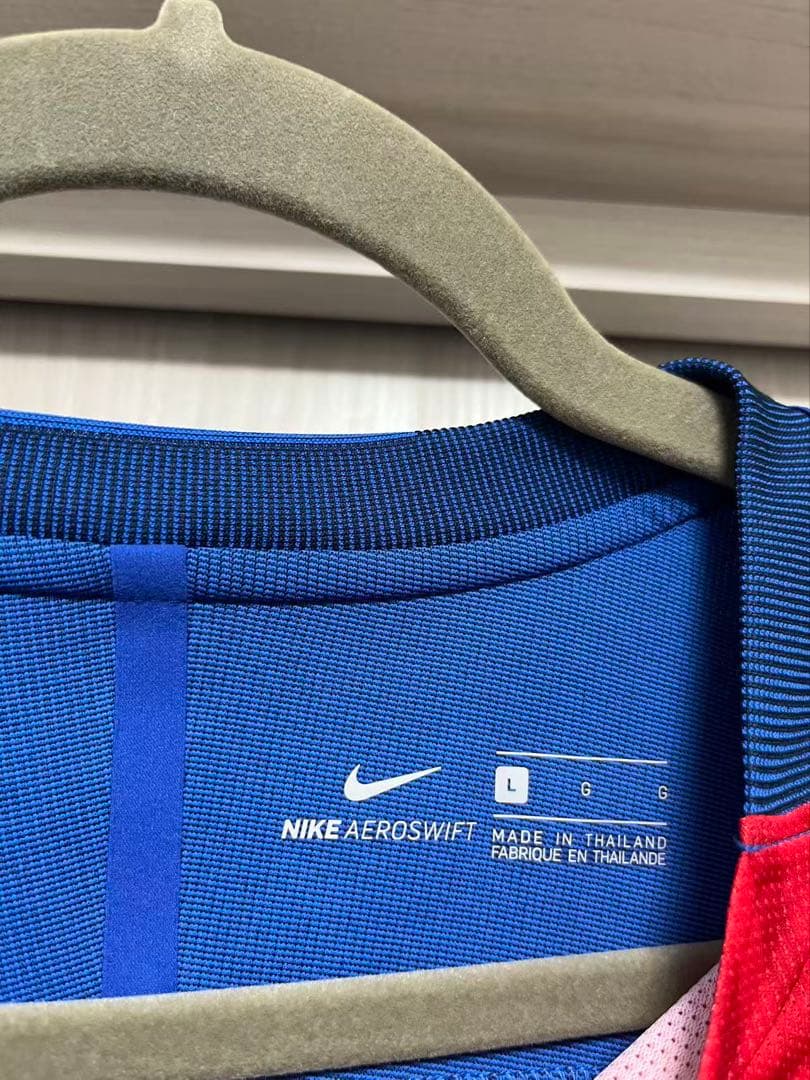 L G G
NIKE AEROSWIFT
MADE IN THAILAND
FABRIQUE EN THAILANDE